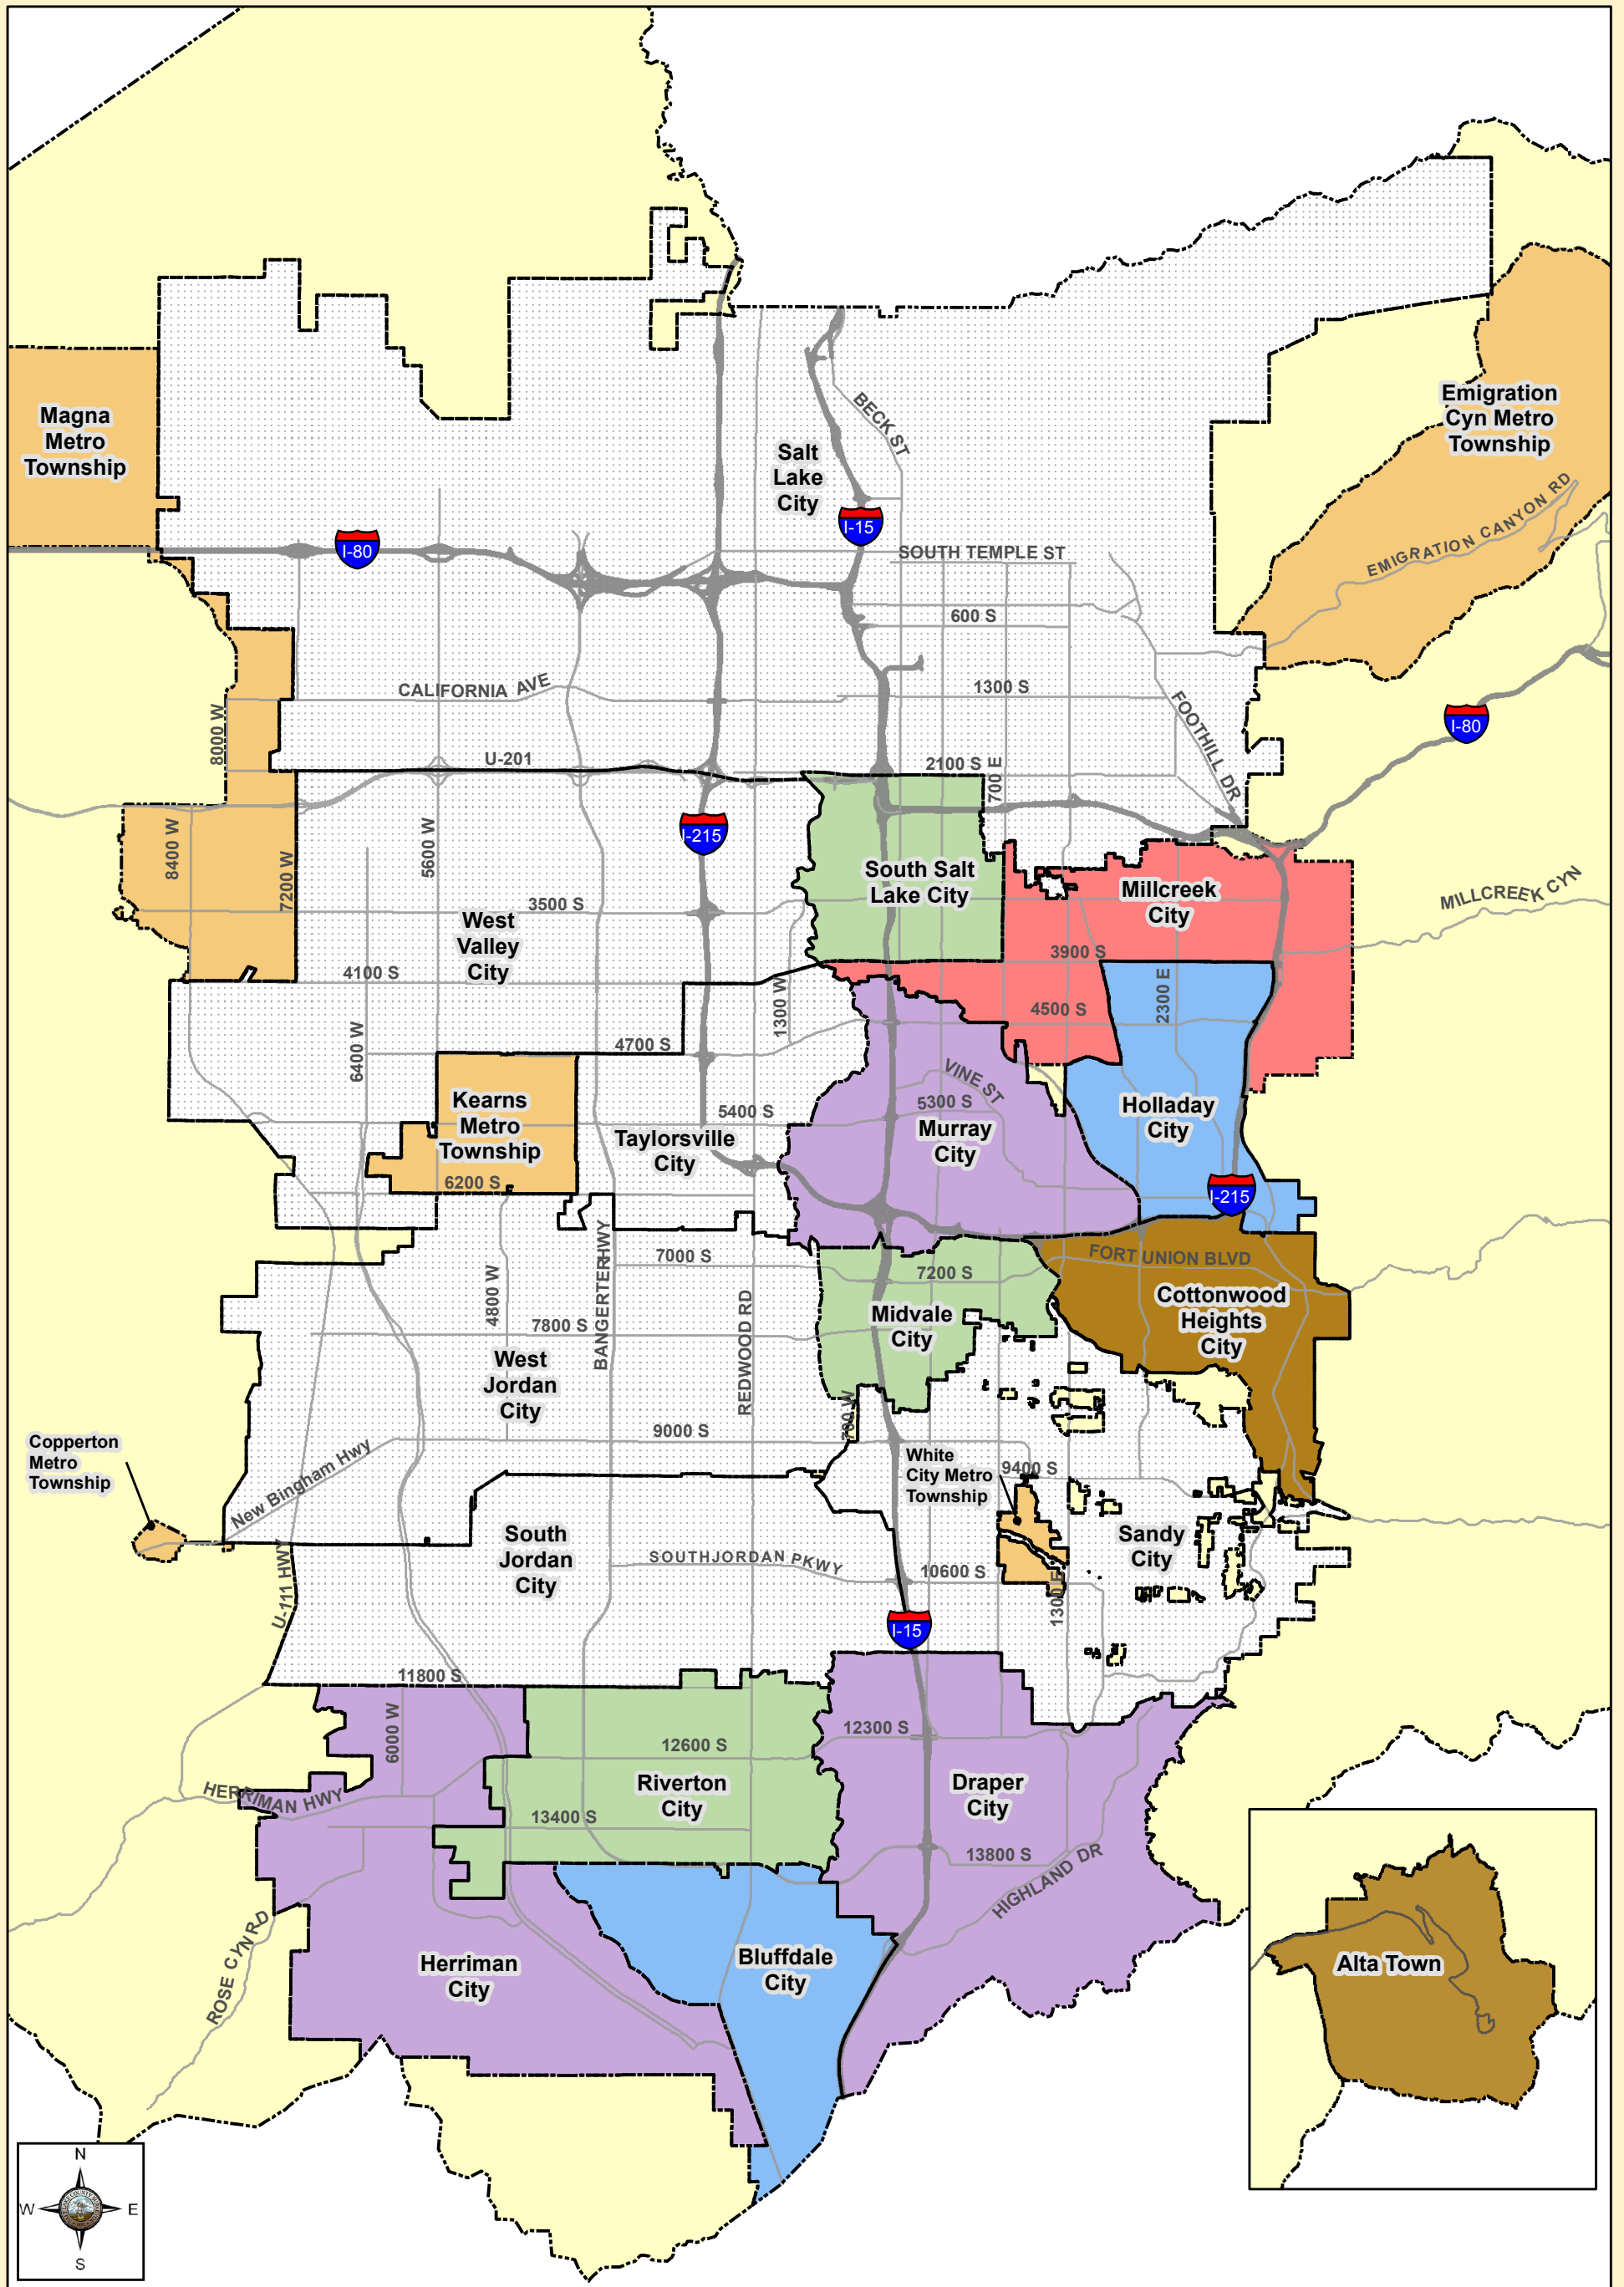 Magna
Metro
Township
Emigration
Cyn Metro
Township
BECK ST
Salt
Lake
City
I-15
I-80
SOUTH TEMPLE ST
EMIGRATION CANYON RD
600 S
CALIFORNIA AVE
1300 S
FOOTHILL DR
I-80
8000 W
U-201
2100 S
700 E
I-215
8400 W
7200 W
5600 W
South Salt
Lake City
Millcreek
City
MILLCREEK CYN
3500 S
West
Valley
City
3900 S
4100 S
1300 W
2300 E
4500 S
6400 W
4700 S
VINE ST
Kearns
Metro
Township
5400 S
5300 S
Holladay
City
Taylorsville
City
Murray
City
6200 S
I-215
BANGERTERHWY
7000 S
FORT UNION BLVD
7200 S
4800 W
REDWOOD RD
Cottonwood
Heights
City
Midvale
City
7800 S
West
Jordan
City
700 W
9000 S
Copperton
Metro
Township
New Bingham Hwy
White
City Metro
Township
9400 S
South
Jordan
City
Sandy
City
SOUTHJORDAN PKWY
10600 S
1300 E
U-111 HWY
I-15
11800 S
6000 W
12300 S
12600 S
HERRIMAN HWY
Riverton
City
Draper
City
13400 S
13800 S
HIGHLAND DR
ROSE CYN RD
Herriman
City
Bluffdale
City
Alta Town
N
W
E
S